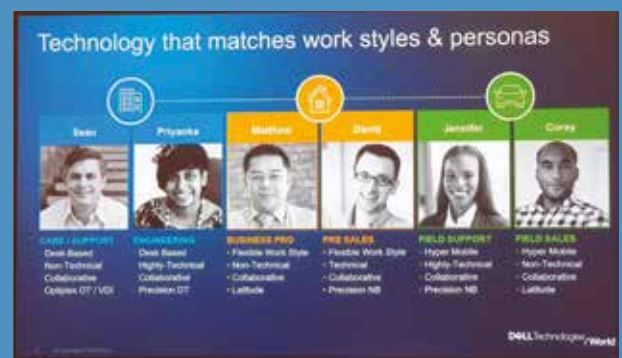 Technology that matches work styles & personas
Sean
Priyanka
Matthew
David
Jennifer
Corey
CARE / SUPPORT
· Desk Based
· Non-Technical
· Collaborative
· Optiplex DT / VDI
ENGINEERING
· Desk Based
· Highly-Technical
· Collaborative
· Precision DT
BUSINESS PRO
· Flexible Work Style
· Non-Technical
· Collaborative
· Latitude
PRE SALES
· Flexible Work Style
· Technical
· Collaborative
· Precision NB
FIELD SUPPORT
· Hyper Mobile
· Highly-Technical
· Collaborative
· Precision NB
FIELD SALES
· Hyper Mobile
· Non-Technical
· Collaborative
· Latitude
DELL Technologies World